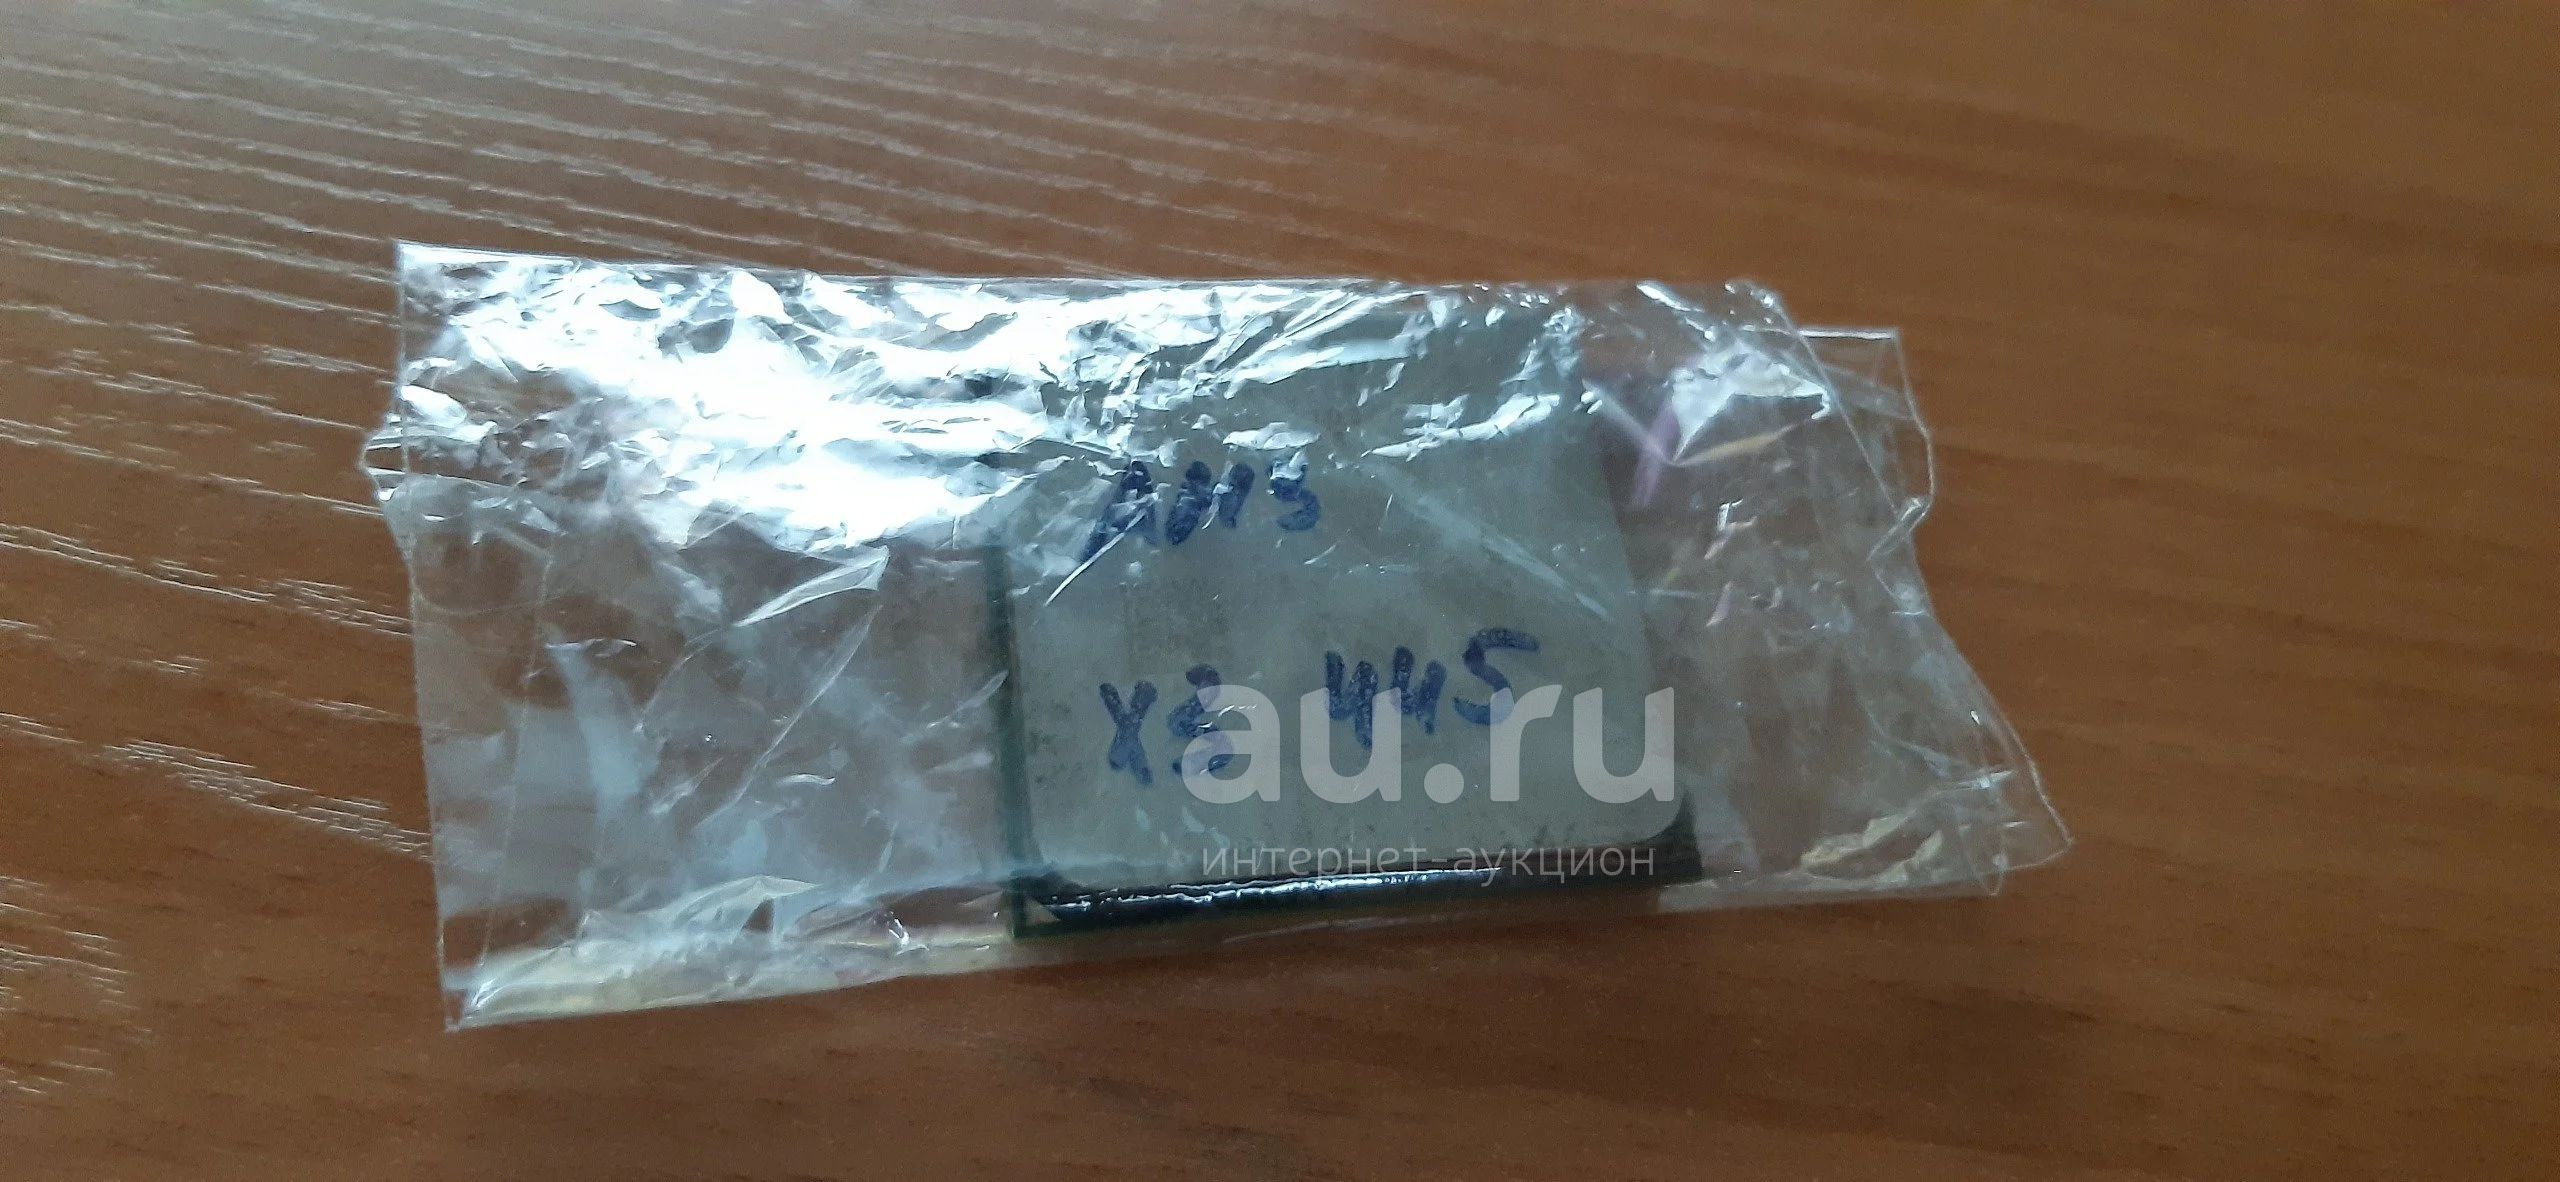 AM3
X3 445
au.ru
интернет-аукцион